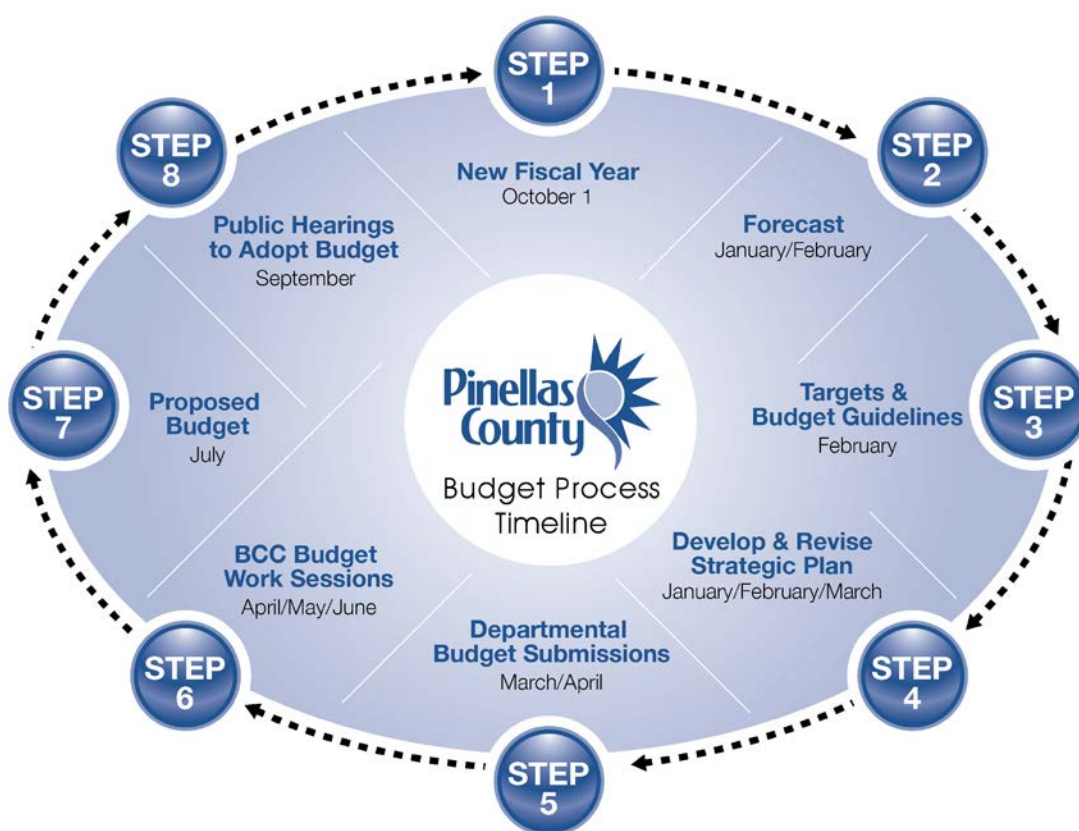 STEP
1
New Fiscal Year
October 1
STEP
2
Forecast
January/February
STEP
3
Targets &
Budget Guidelines
February
STEP
4
Develop & Revise
Strategic Plan
January/February/March
STEP
5
Departmental
Budget Submissions
March/April
STEP
6
BCC Budget
Work Sessions
April/May/June
STEP
7
Proposed
Budget
July
STEP
8
Public Hearings
to Adopt Budget
September
Pinellas
County
Budget Process
Timeline